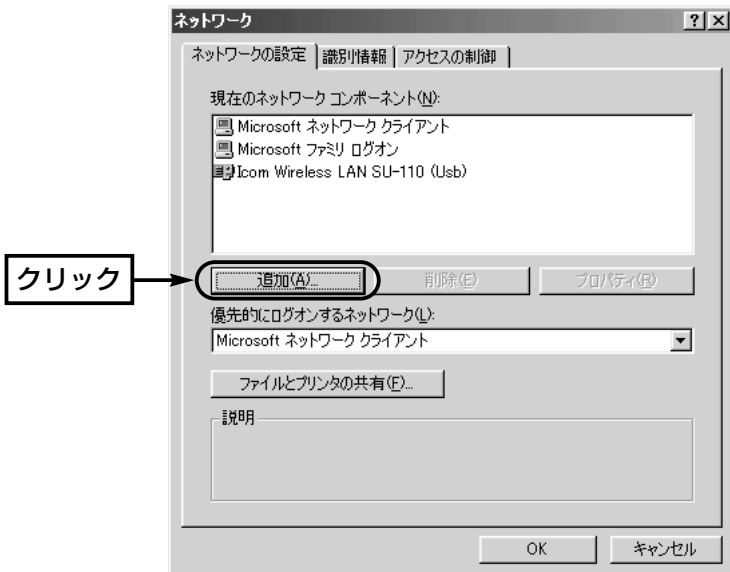 ネットワーク
ネットワークの設定 識別情報 アクセスの制御
現在のネットワーク コンポーネント(N):
Microsoft ネットワーク クライアント
Microsoft ファミリ ログオン
Icom Wireless LAN SU-110 (Usb)
クリック
追加(A)... 削除(E) プロパティ(R)
優先的にログオンするネットワーク(L):
Microsoft ネットワーク クライアント
ファイルとプリンタの共有(F)...
説明
OK キャンセル